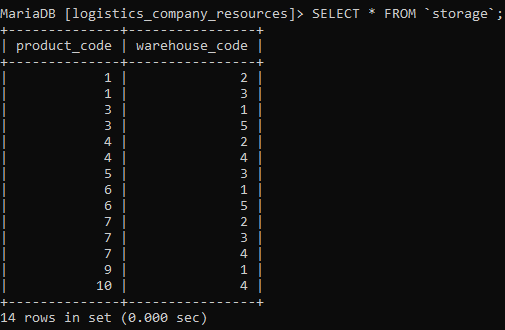 MariaDB [logistics_company_resources]> SELECT * FROM `storage`;
+--------------+----------------+
| product_code | warehouse_code |
+--------------+----------------+
|            1 |              2 |
|            1 |              3 |
|            3 |              1 |
|            3 |              5 |
|            4 |              2 |
|            4 |              4 |
|            5 |              3 |
|            6 |              1 |
|            6 |              5 |
|            7 |              2 |
|            7 |              3 |
|            7 |              4 |
|            9 |              1 |
|           10 |              4 |
+--------------+----------------+
14 rows in set (0.000 sec)